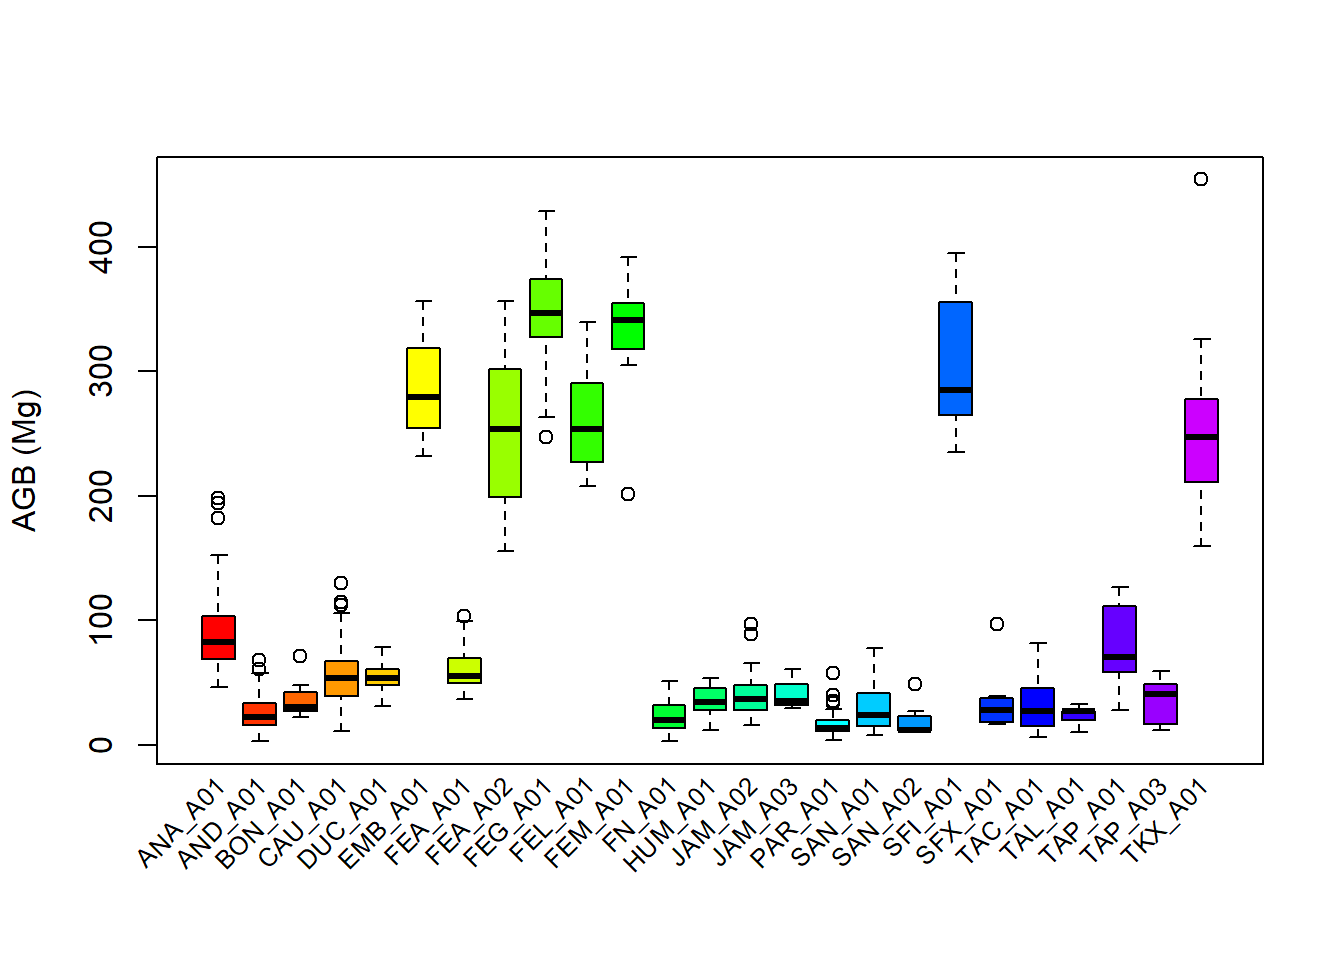 AGB (Mg)
400
300
200
100
0
ANA_A01
AND_A01
BON_A01
CAU_A01
DUC_A01
EMB_A01
FEA_A01
FEA_A02
FEG_A01
FEL_A01
FEM_A01
FN_A01
HUM_A01
JAM_A02
JAM_A03
PAR_A01
SAN_A01
SAN_A02
SFI_A01
SFX_A01
TAC_A01
TAL_A01
TAP_A01
TAP_A03
TKX_A01